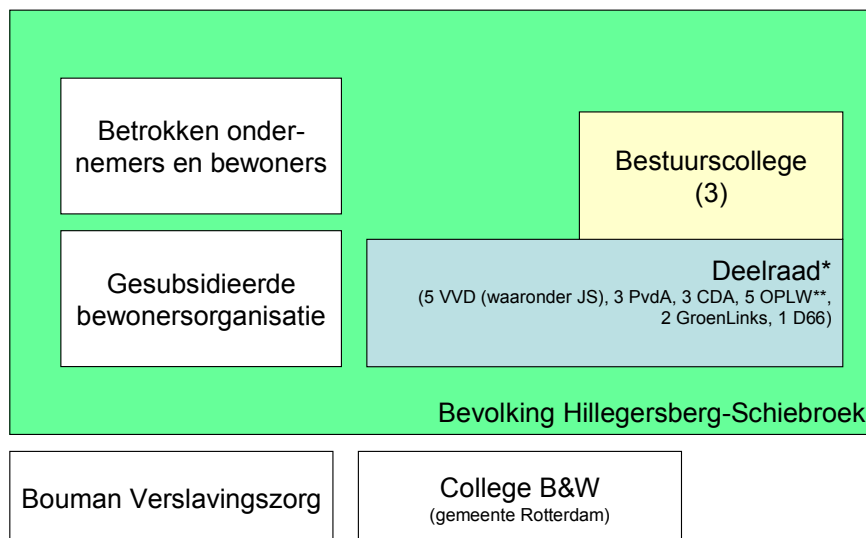 Betrokken onder-
nemers en bewoners
Bestuurscollege
(3)
Gesubsidieerde
bewonersorganisatie
Deelraad*
(5 VVD (waaronder JS), 3 PvdA, 3 CDA, 5 OPLW**,
2 GroenLinks, 1 D66)
Bevolking Hillegersberg-Schiebroek
Bouman Verslavingszorg
College B&W
(gemeente Rotterdam)